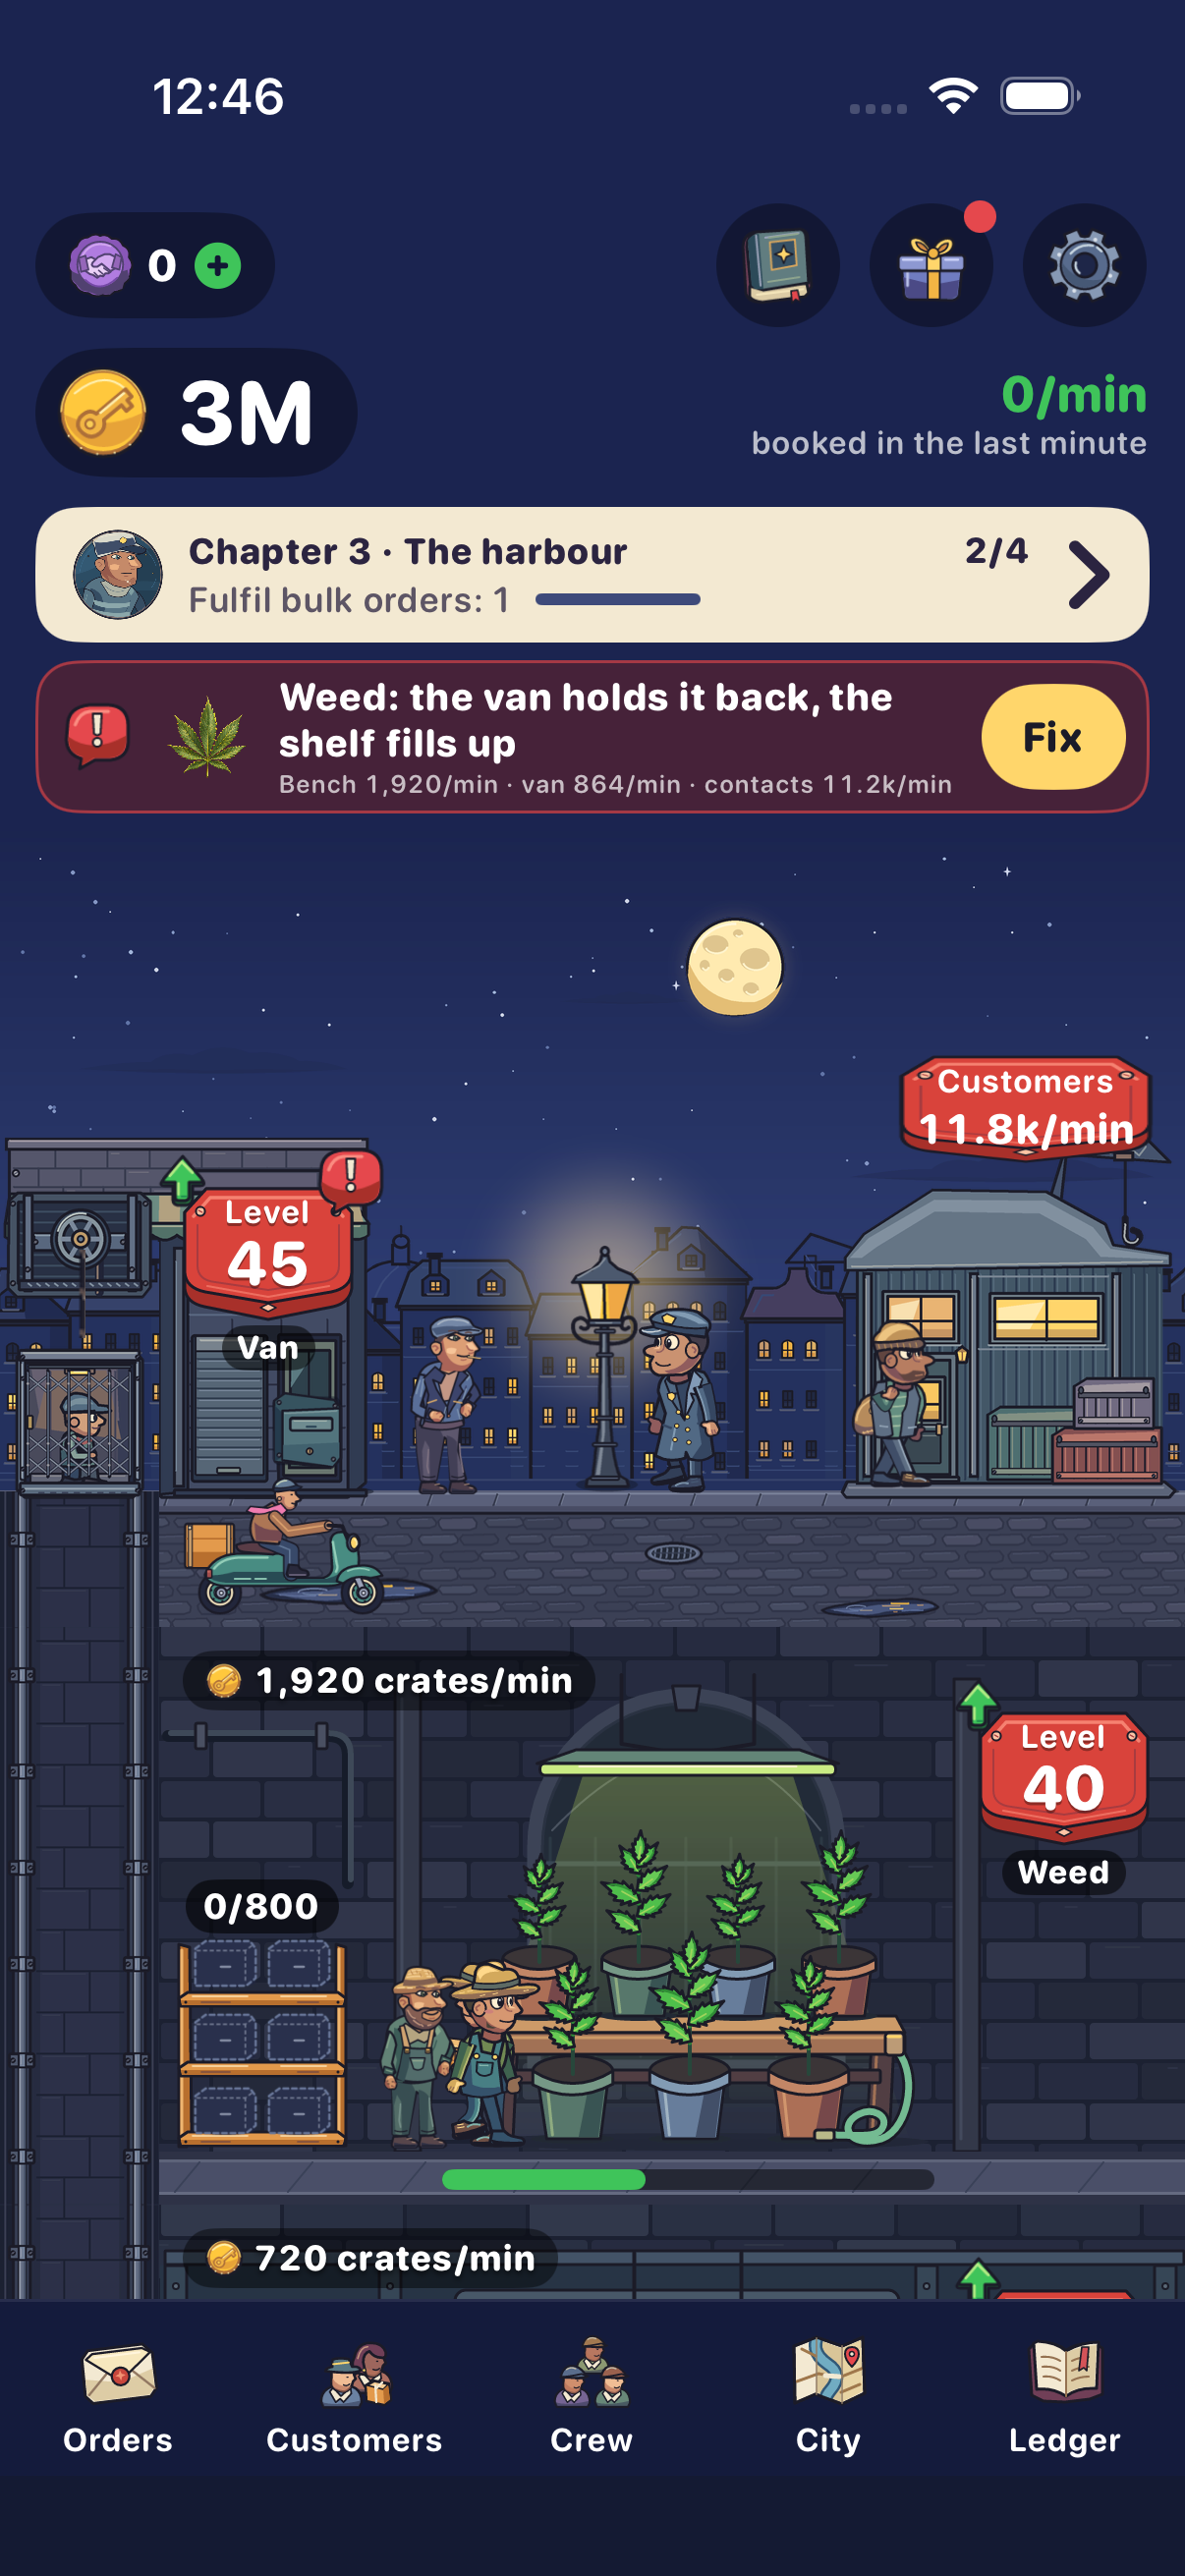 12:46
0
3M
0/min
booked in the last minute
Chapter 3 · The harbour
2/4
Fulfil bulk orders: 1
Weed: the van holds it back, the
shelf fills up
Bench 1,920/min · van 864/min · contacts 11.2k/min
Fix
Customers
11.8k/min
Level
45
Van
1,920 crates/min
Level
40
Weed
0/800
720 crates/min
Orders
Customers
Crew
City
Ledger